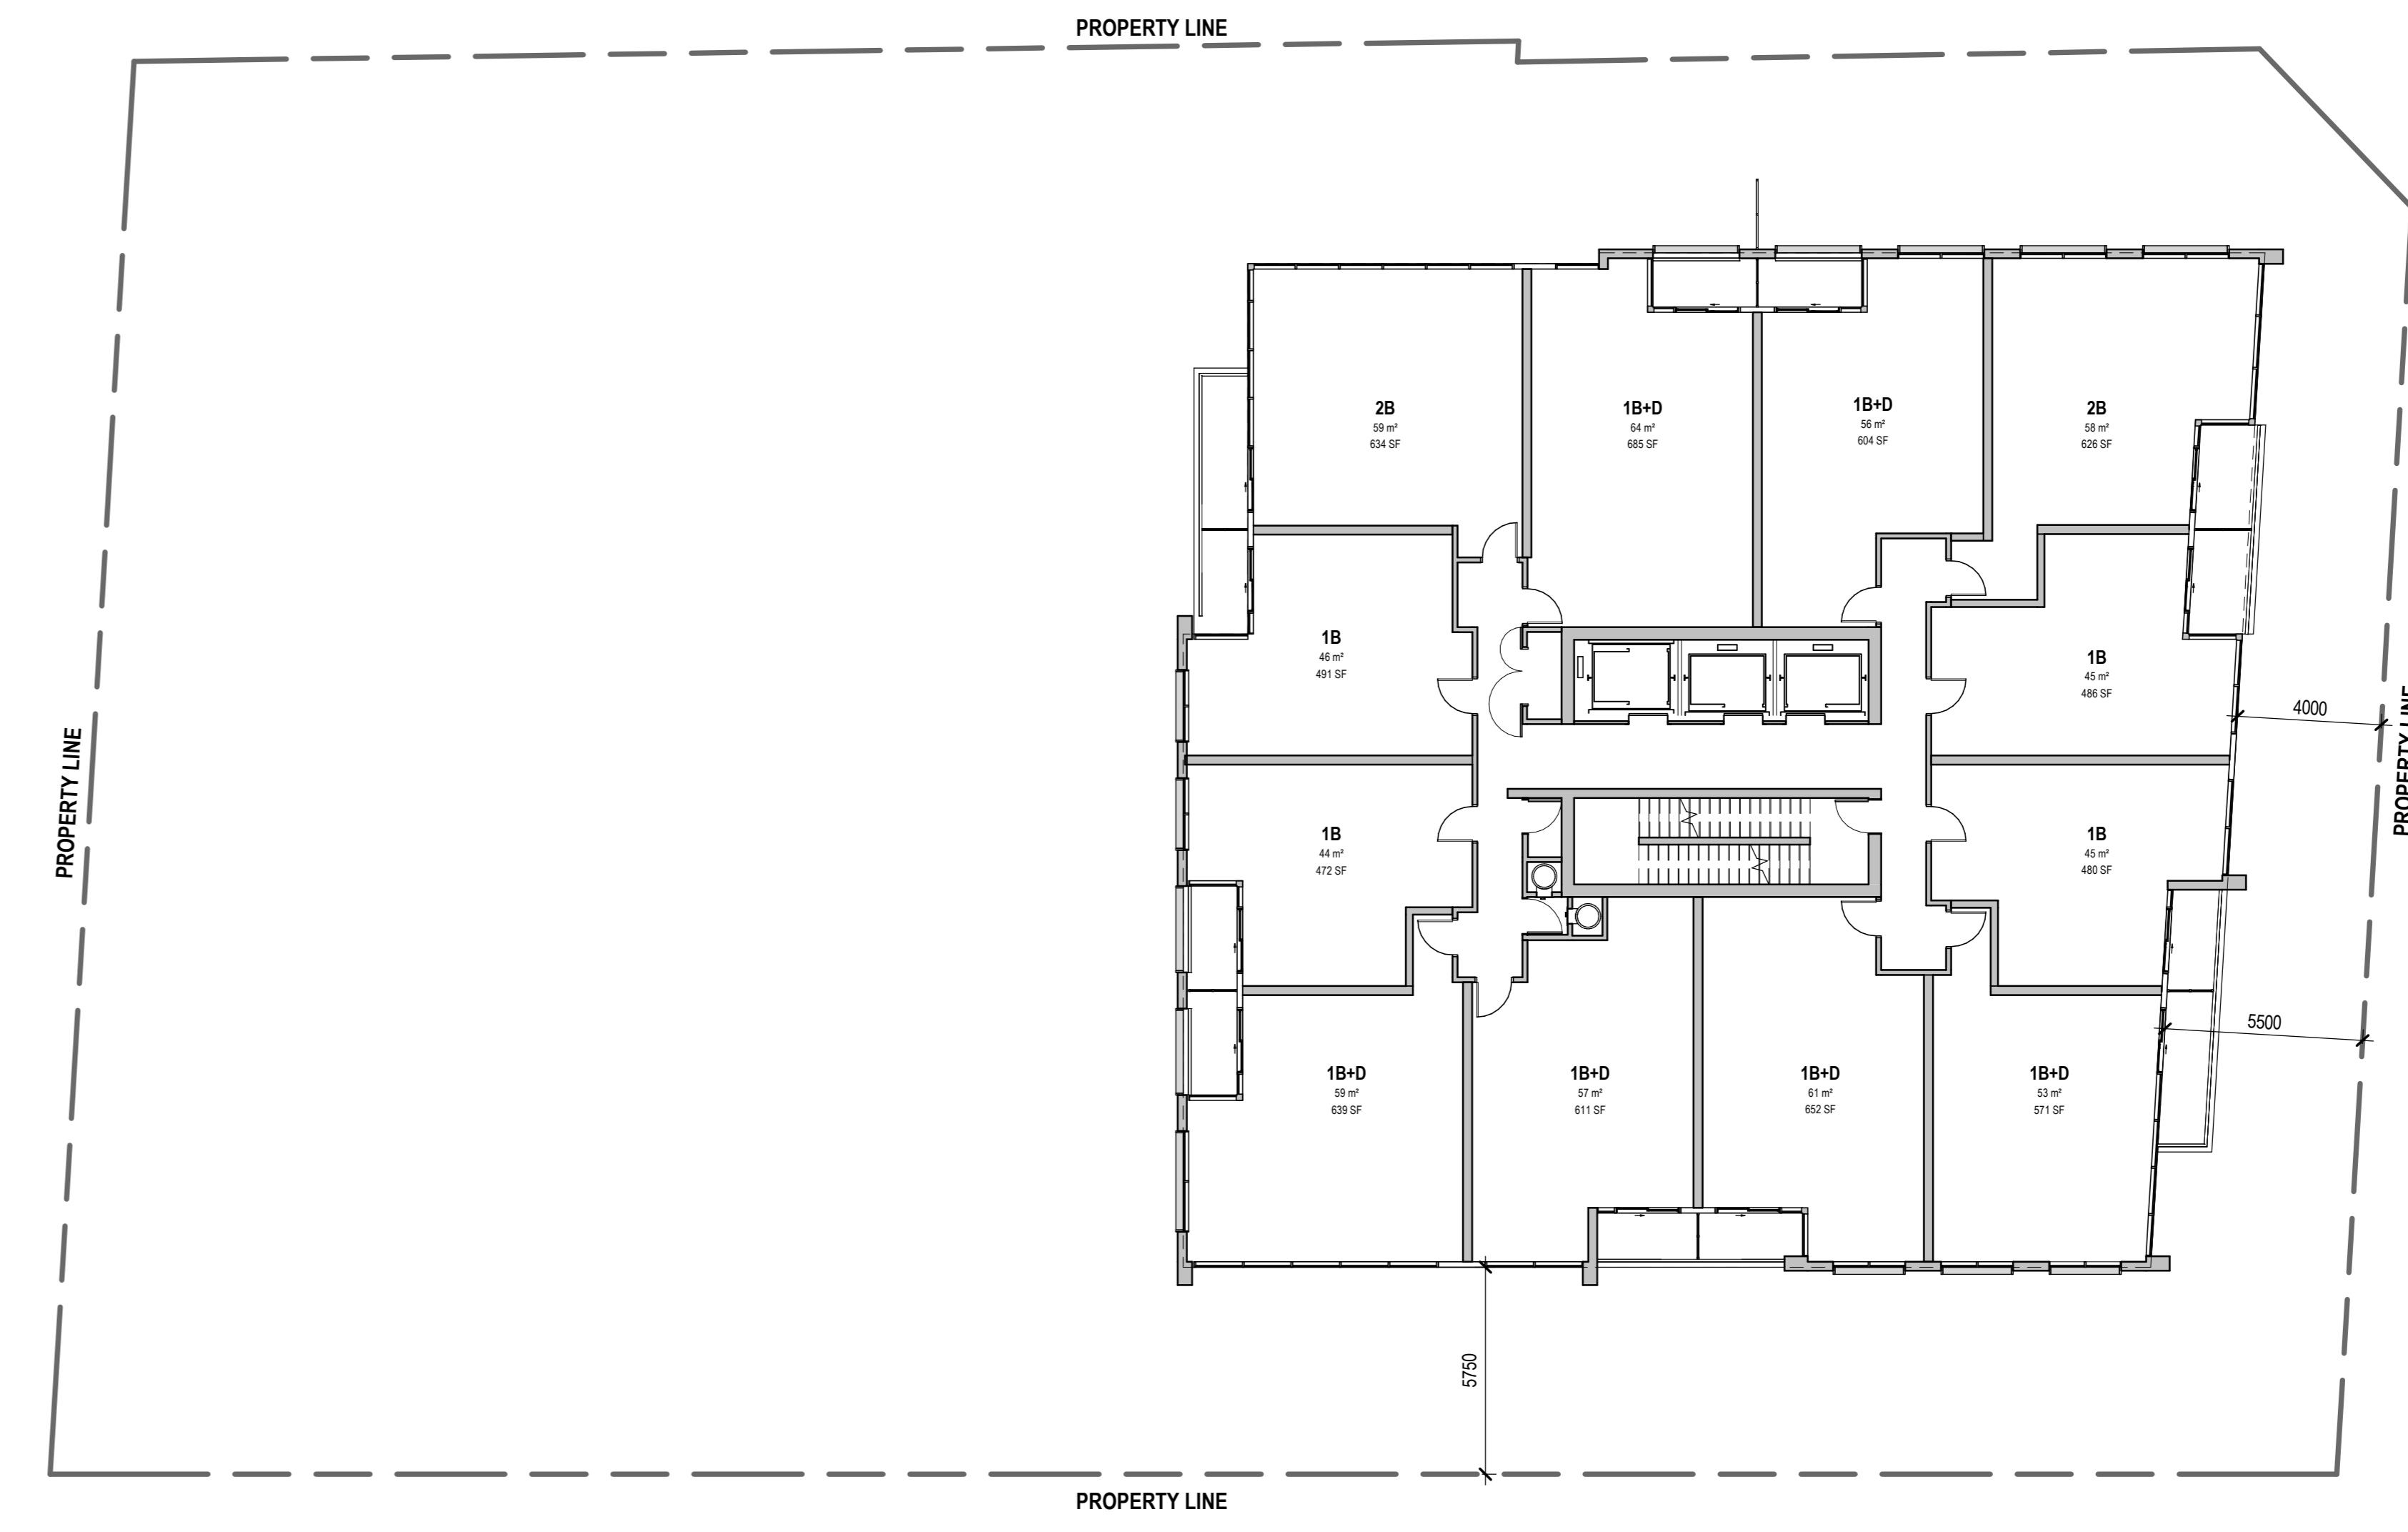 PROPERTY LINE
2B
59 m²
634 SF
1B+D
64 m²
685 SF
1B+D
56 m²
604 SF
2B
58 m²
626 SF
1B
46 m²
491 SF
1B
45 m²
486 SF
4000
PROPERTY LINE
PROPERTY LINE
1B
44 m²
472 SF
1B
45 m²
480 SF
5500
1B+D
59 m²
639 SF
1B+D
57 m²
611 SF
1B+D
61 m²
652 SF
1B+D
53 m²
571 SF
5750
PROPERTY LINE